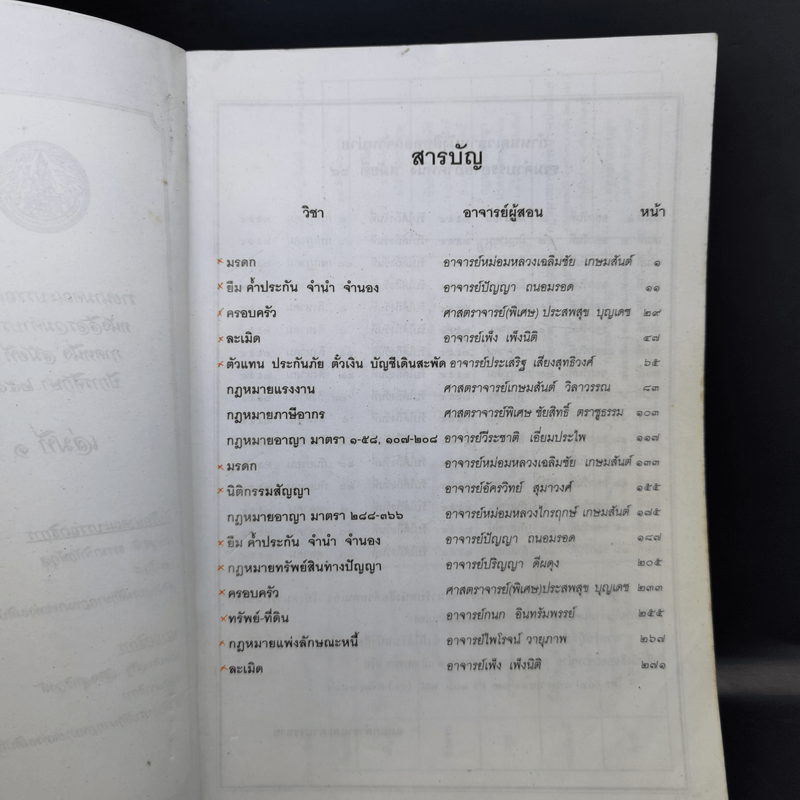 สารบัญ
วิชา อาจารย์ผู้สอน หน้า
มรดก อาจารย์หม่อมหลวงเฉลิมชัย เกษมสันต์ ๑
ยืม ค้ำประกัน จำนำ จำนอง อาจารย์ปัญญา ถนอมรอด ๑๑
ครอบครัว ศาสตราจารย์(พิเศษ) ประสพสุข บุญเดช ๒๙
ละเมิด อาจารย์เพ็ง เพ็งนิติ ๔๗
ตัวแทน ประกันภัย ตั๋วเงิน บัญชีเดินสะพัด อาจารย์ประเสริฐ เสียงสุทธิวงศ์ ๖๕
กฎหมายแรงงาน ศาสตราจารย์เกษมสันต์ วิลาวรรณ ๘๓
กฎหมายภาษีอากร ศาสตราจารย์พิเศษ ชัยสิทธิ์ ตราชูธรรม ๑๐๓
กฎหมายอาญา มาตรา ๑-๕๘, ๑๐๗-๒๐๘ อาจารย์วีระชาติ เอี่ยมประไพ ๑๑๗
มรดก อาจารย์หม่อมหลวงเฉลิมชัย เกษมสันต์ ๑๓๓
นิติกรรมสัญญา อาจารย์อัครวิทย์ สุมาวงศ์ ๑๕๕
กฎหมายอาญา มาตรา ๒๘๘-๓๖๖ อาจารย์หม่อมหลวงไกรฤกษ์ เกษมสันต์ ๑๗๕
ยืม ค้ำประกัน จำนำ จำนอง อาจารย์ปัญญา ถนอมรอด ๑๘๗
กฎหมายทรัพย์สินทางปัญญา อาจารย์ปริญญา ดีผดุง ๒๐๕
ครอบครัว ศาสตราจารย์(พิเศษ)ประสพสุข บุญเดช ๒๓๓
ทรัพย์-ที่ดิน อาจารย์กนก อินทรัมพรรย์ ๒๕๕
กฎหมายแพ่งลักษณะหนี้ อาจารย์ไพโรจน์ วายุภาพ ๒๖๗
ละเมิด อาจารย์เพ็ง เพ็งนิติ ๒๗๑